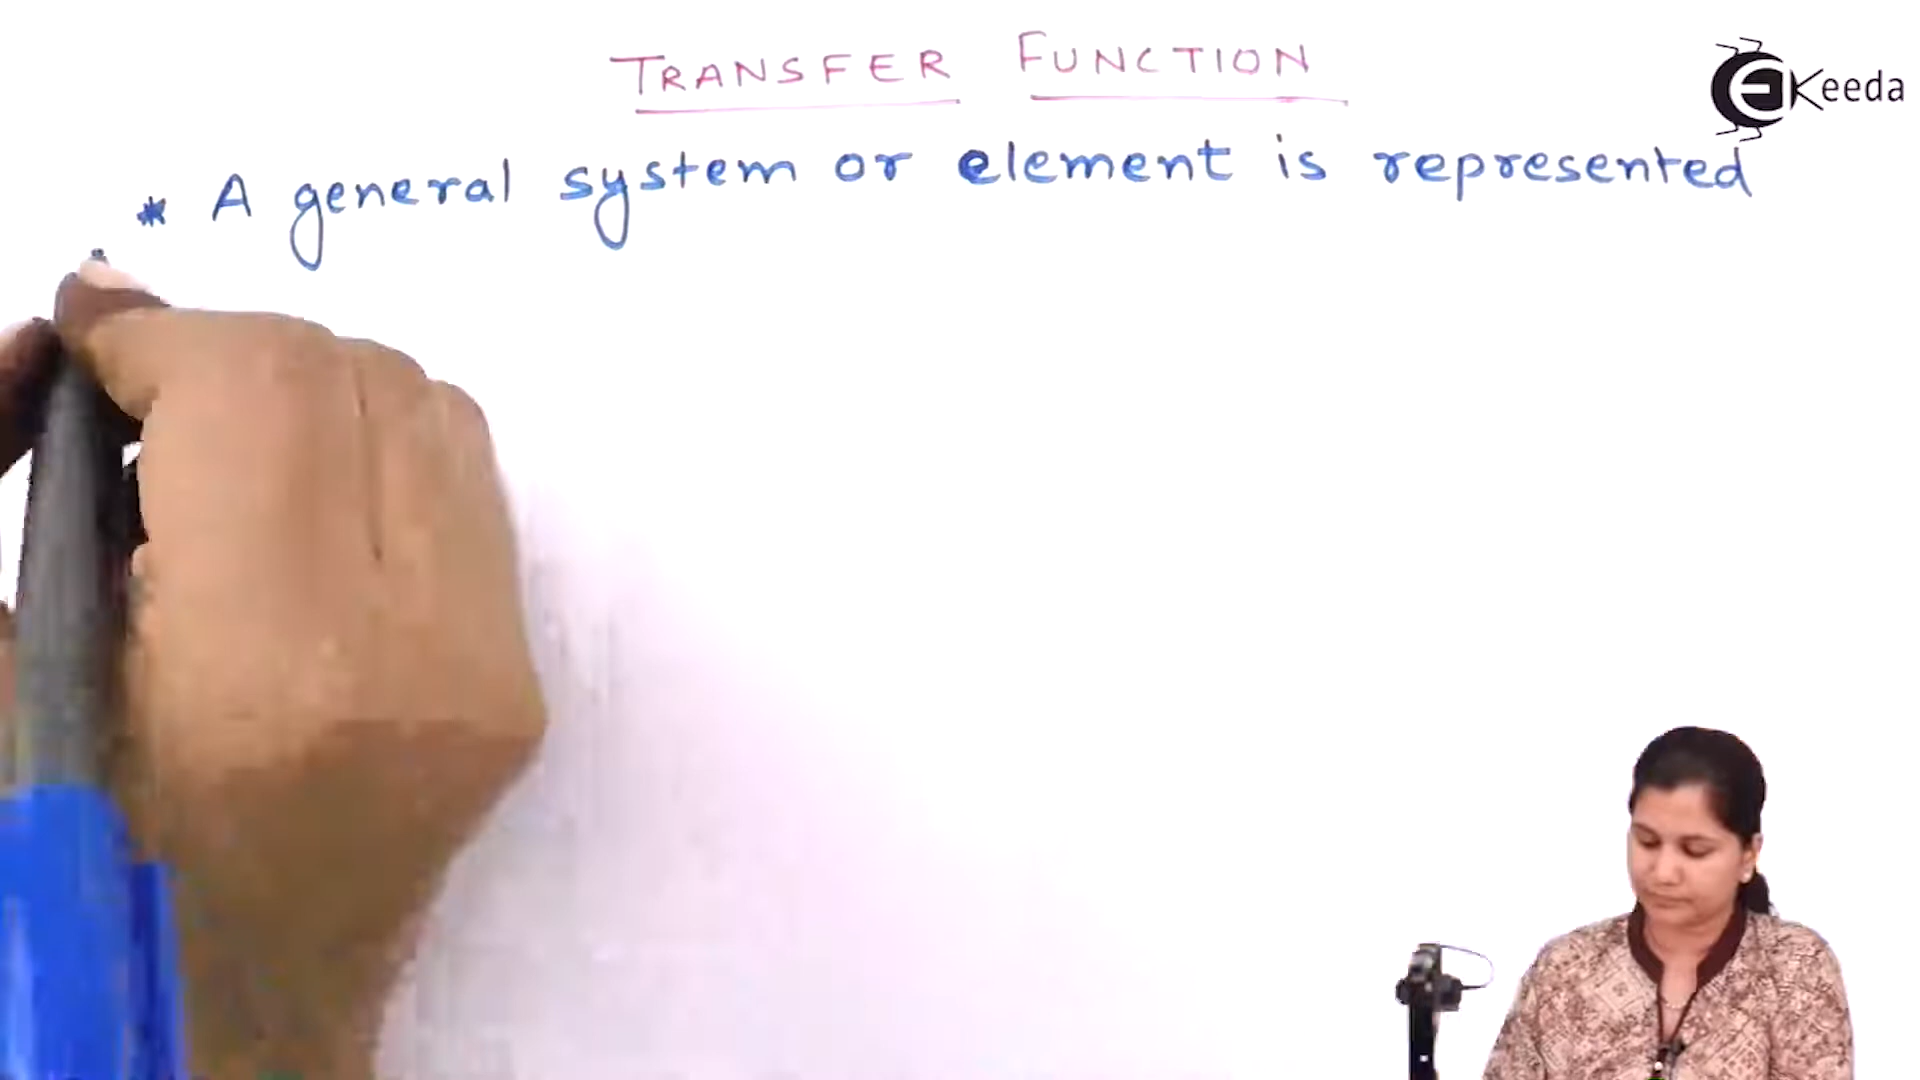 TRANSFER FUNCTION
Keeda
* A general system or element is represented